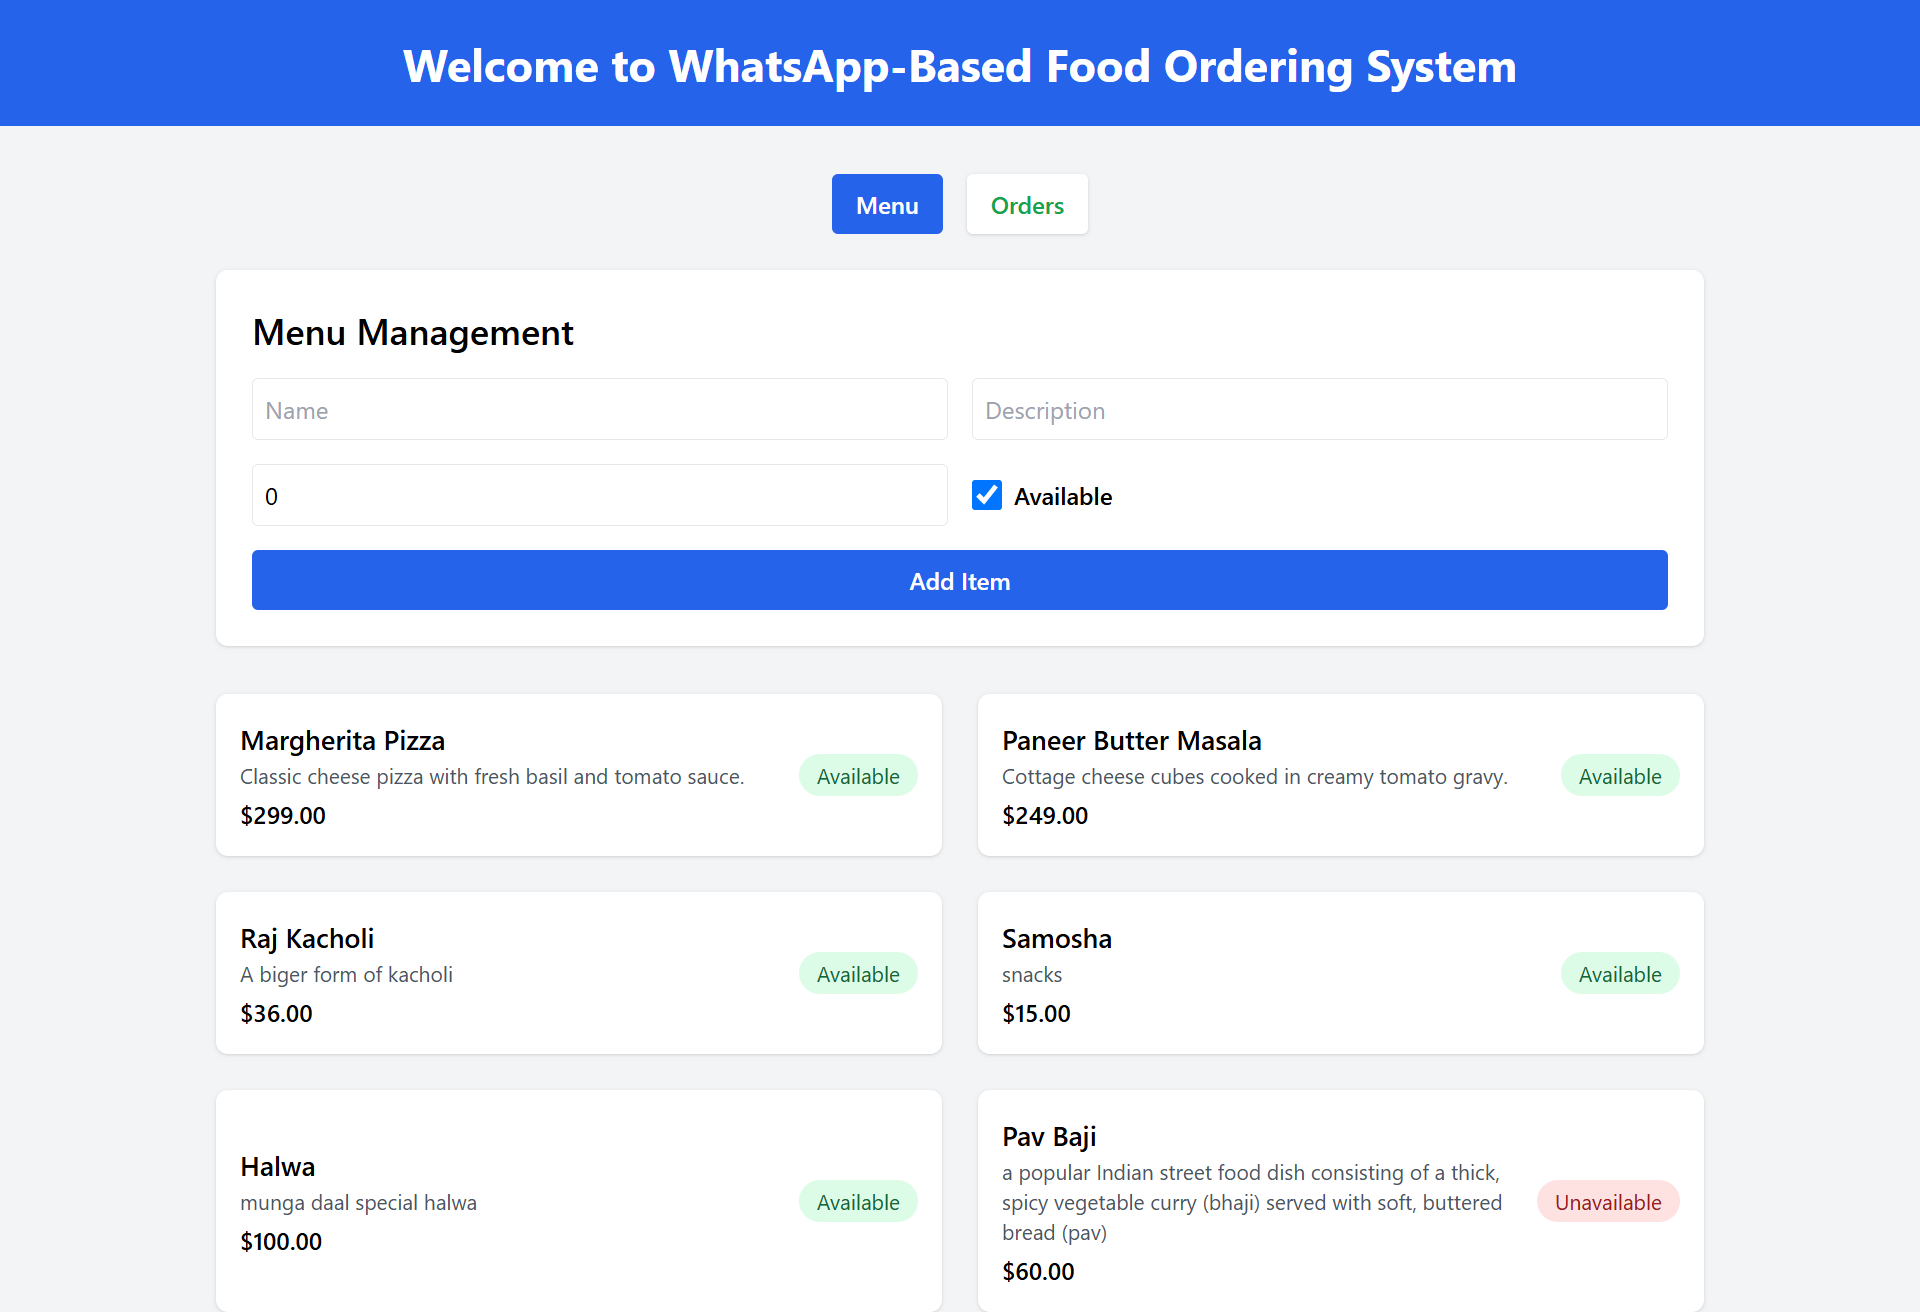 Welcome to WhatsApp-Based Food Ordering System
Menu
Orders
Menu Management
Name
Description
0
Available
Add Item
Margherita Pizza
Classic cheese pizza with fresh basil and tomato sauce.
$299.00
Available
Paneer Butter Masala
Cottage cheese cubes cooked in creamy tomato gravy.
$249.00
Available
Raj Kacholi
A biger form of kacholi
$36.00
Available
Samosha
snacks
$15.00
Available
Halwa
munga daal special halwa
$100.00
Available
Pav Baji
a popular Indian street food dish consisting of a thick,
spicy vegetable curry (bhaji) served with soft, buttered
bread (pav)
$60.00
Unavailable